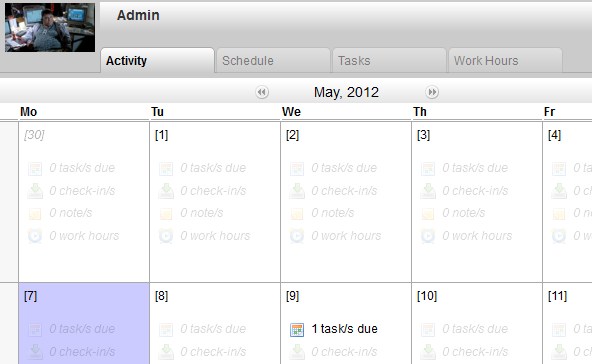 Admin
Activity Schedule Tasks Work Hours
May, 2012
Mo Tu We Th Fr
[30] [1] [2] [3] [4]
0 task/s due 0 task/s due 0 task/s due 0 task/s due
0 check-in/s 0 check-in/s 0 check-in/s 0 check-in/s
0 note/s 0 note/s 0 note/s 0 note/s
0 work hours 0 work hours 0 work hours 0 work hours
[7] [8] [9] [10] [11]
0 task/s due 0 task/s due 1 task/s due 0 task/s due
0 check-in/s 0 check-in/s 0 check-in/s 0 check-in/s